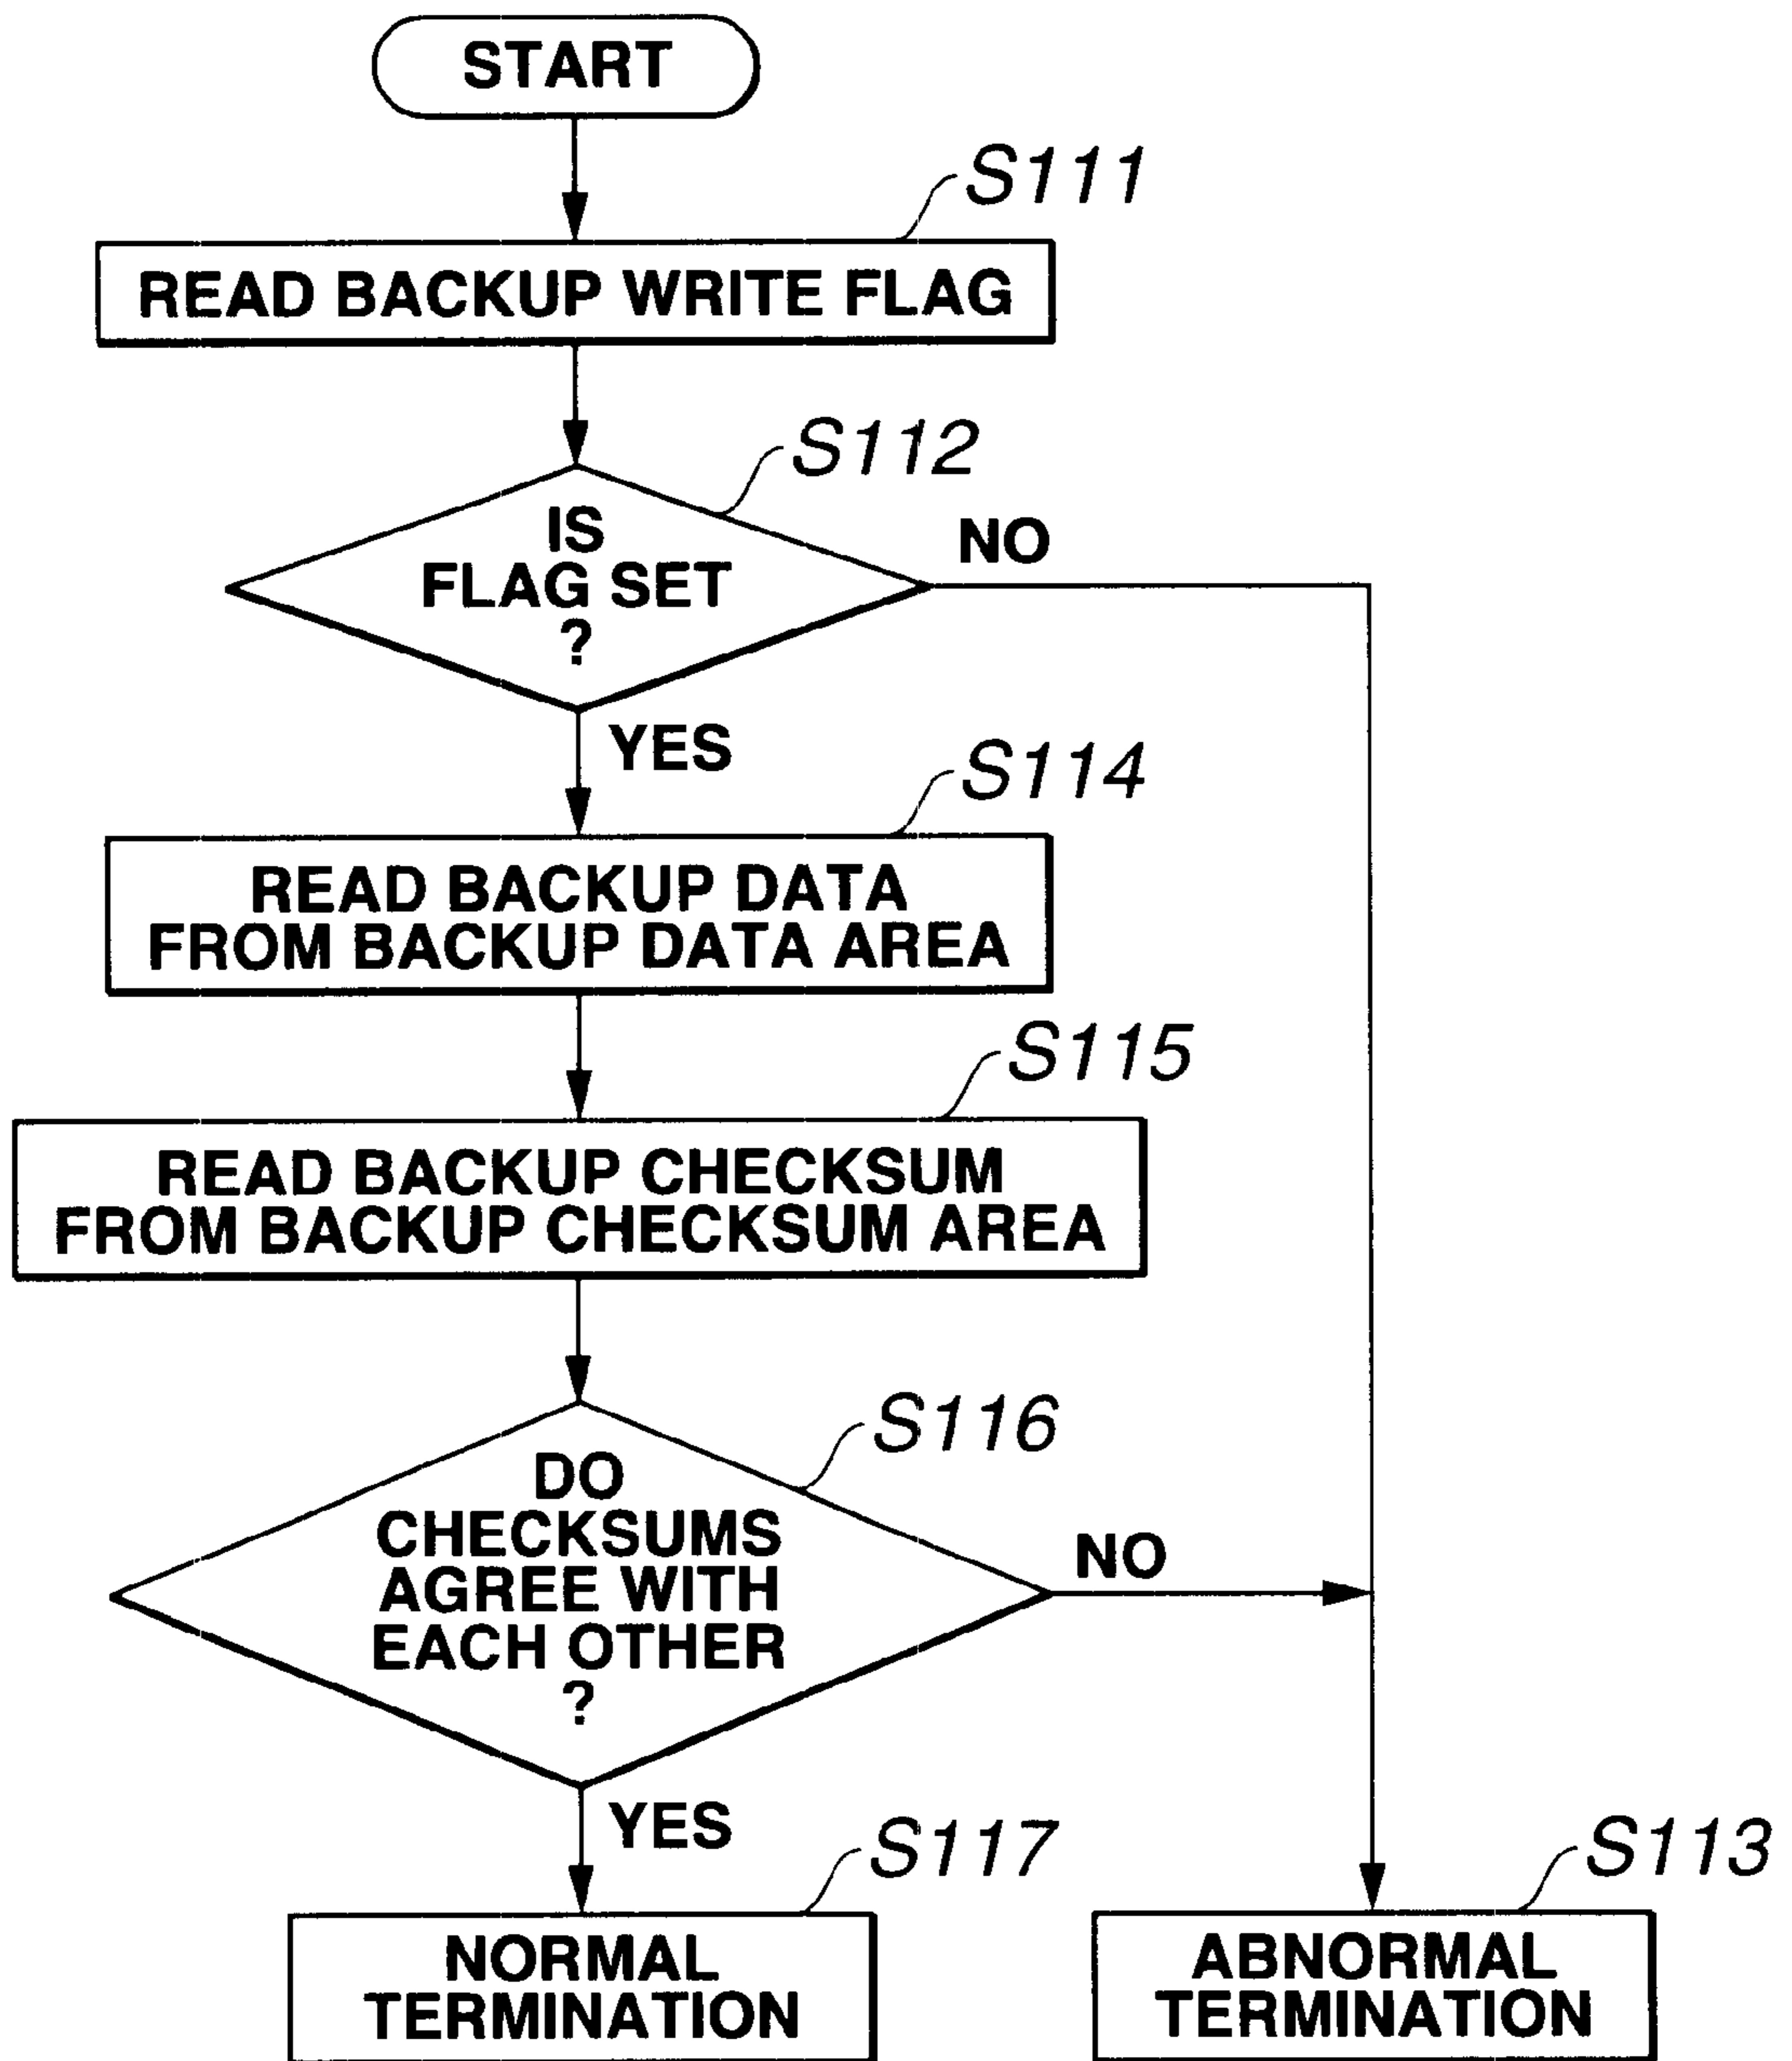 START
S111
READ BACKUP WRITE FLAG
S112
IS
FLAG SET
?
NO
YES
S114
READ BACKUP DATA
FROM BACKUP DATA AREA
S115
READ BACKUP CHECKSUM
FROM BACKUP CHECKSUM AREA
S116
DO
CHECKSUMS
AGREE WITH
EACH OTHER
?
NO
YES
S117
NORMAL
TERMINATION
S113
ABNORMAL
TERMINATION